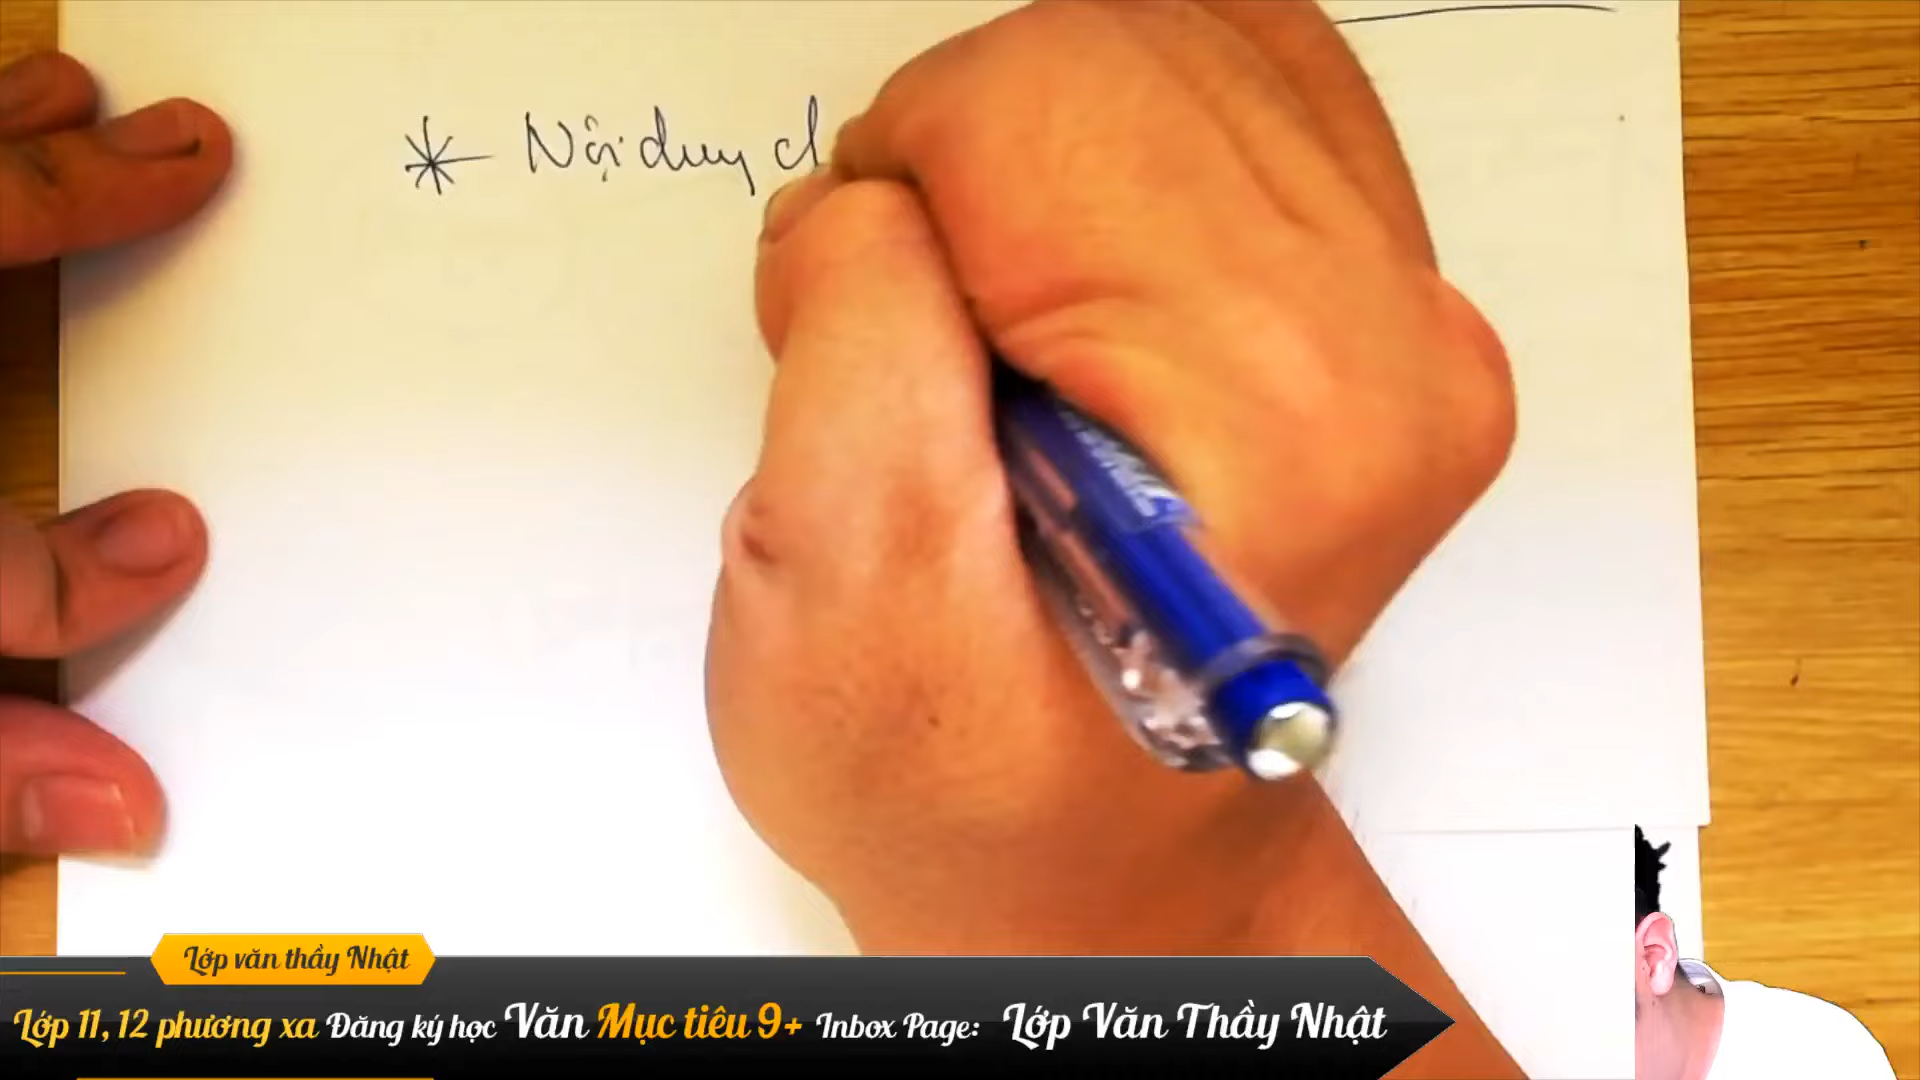 * Nội dung ch
Lớp văn thầy Nhật
Lớp 11, 12 phương xa Đăng ký học Văn Mục tiêu 9+ Inbox Page: Lớp Văn Thầy Nhật